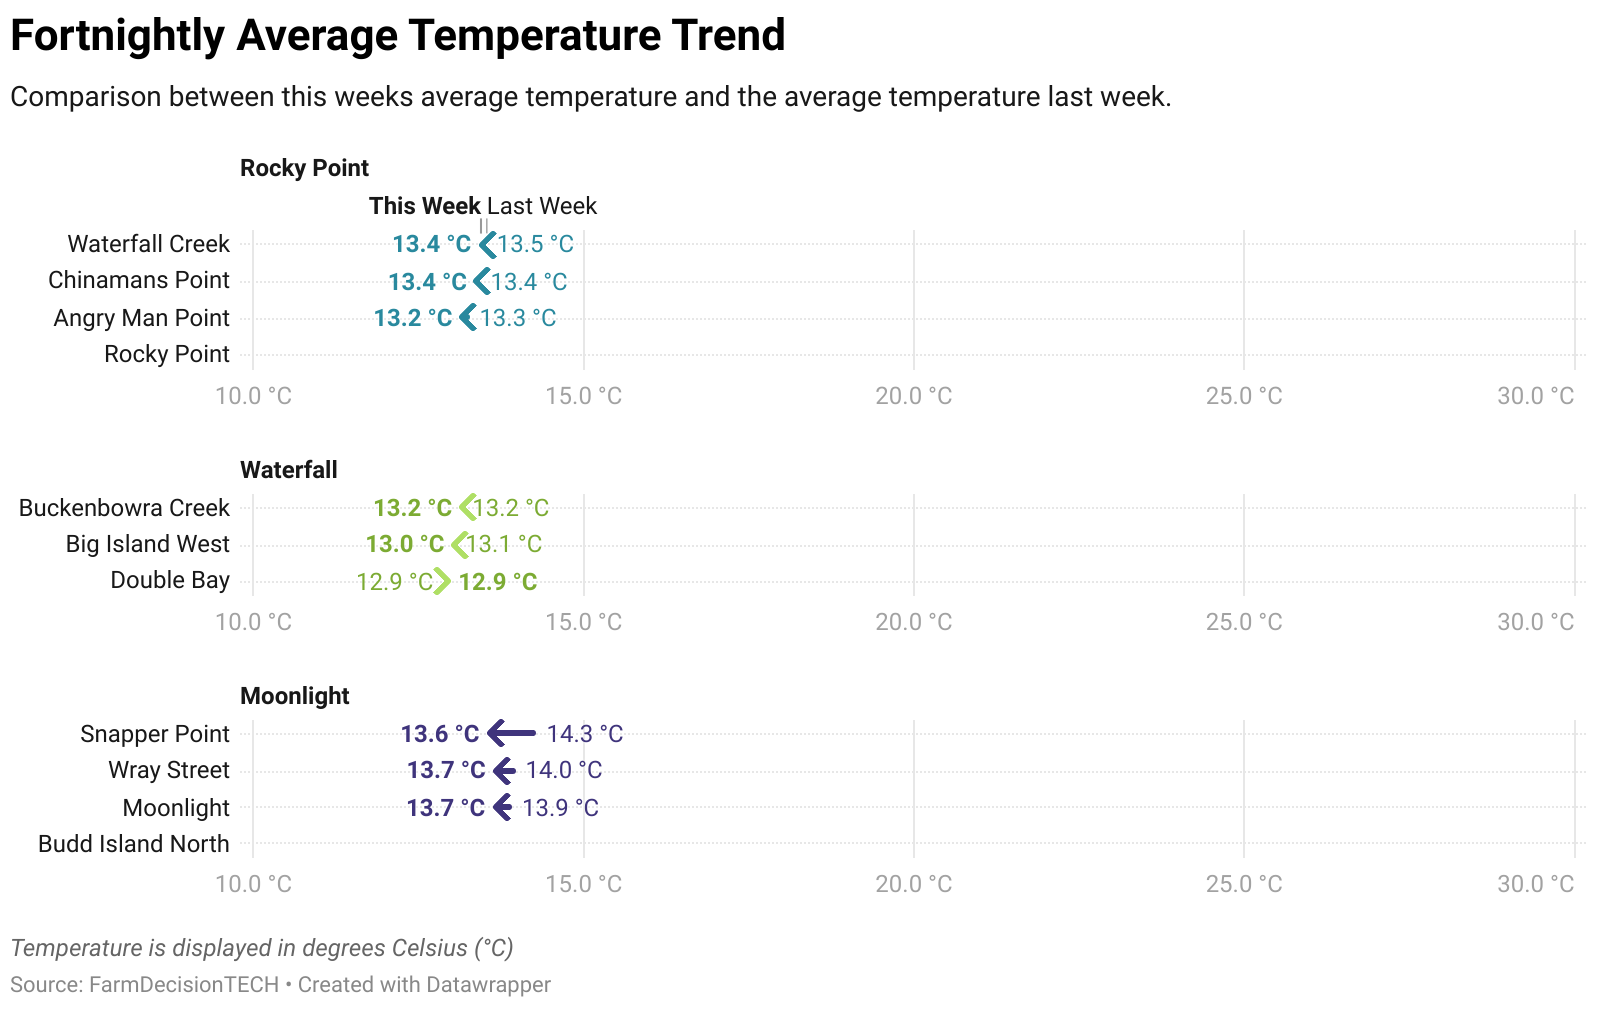 Fortnightly Average Temperature Trend
Comparison between this weeks average temperature and the average temperature last week.
Rocky Point
This Week Last Week
Waterfall Creek 13.4 °C 13.5 °C
Chinamans Point 13.4 °C 13.4 °C
Angry Man Point 13.2 °C 13.3 °C
Rocky Point
10.0 °C 15.0 °C 20.0 °C 25.0 °C 30.0 °C
Waterfall
Buckenbowra Creek 13.2 °C 13.2 °C
Big Island West 13.0 °C 13.1 °C
Double Bay 12.9 °C 12.9 °C
10.0 °C 15.0 °C 20.0 °C 25.0 °C 30.0 °C
Moonlight
Snapper Point 13.6 °C 14.3 °C
Wray Street 13.7 °C 14.0 °C
Moonlight 13.7 °C 13.9 °C
Budd Island North
10.0 °C 15.0 °C 20.0 °C 25.0 °C 30.0 °C
Temperature is displayed in degrees Celsius (°C)
Source: FarmDecisionTECH • Created with Datawrapper